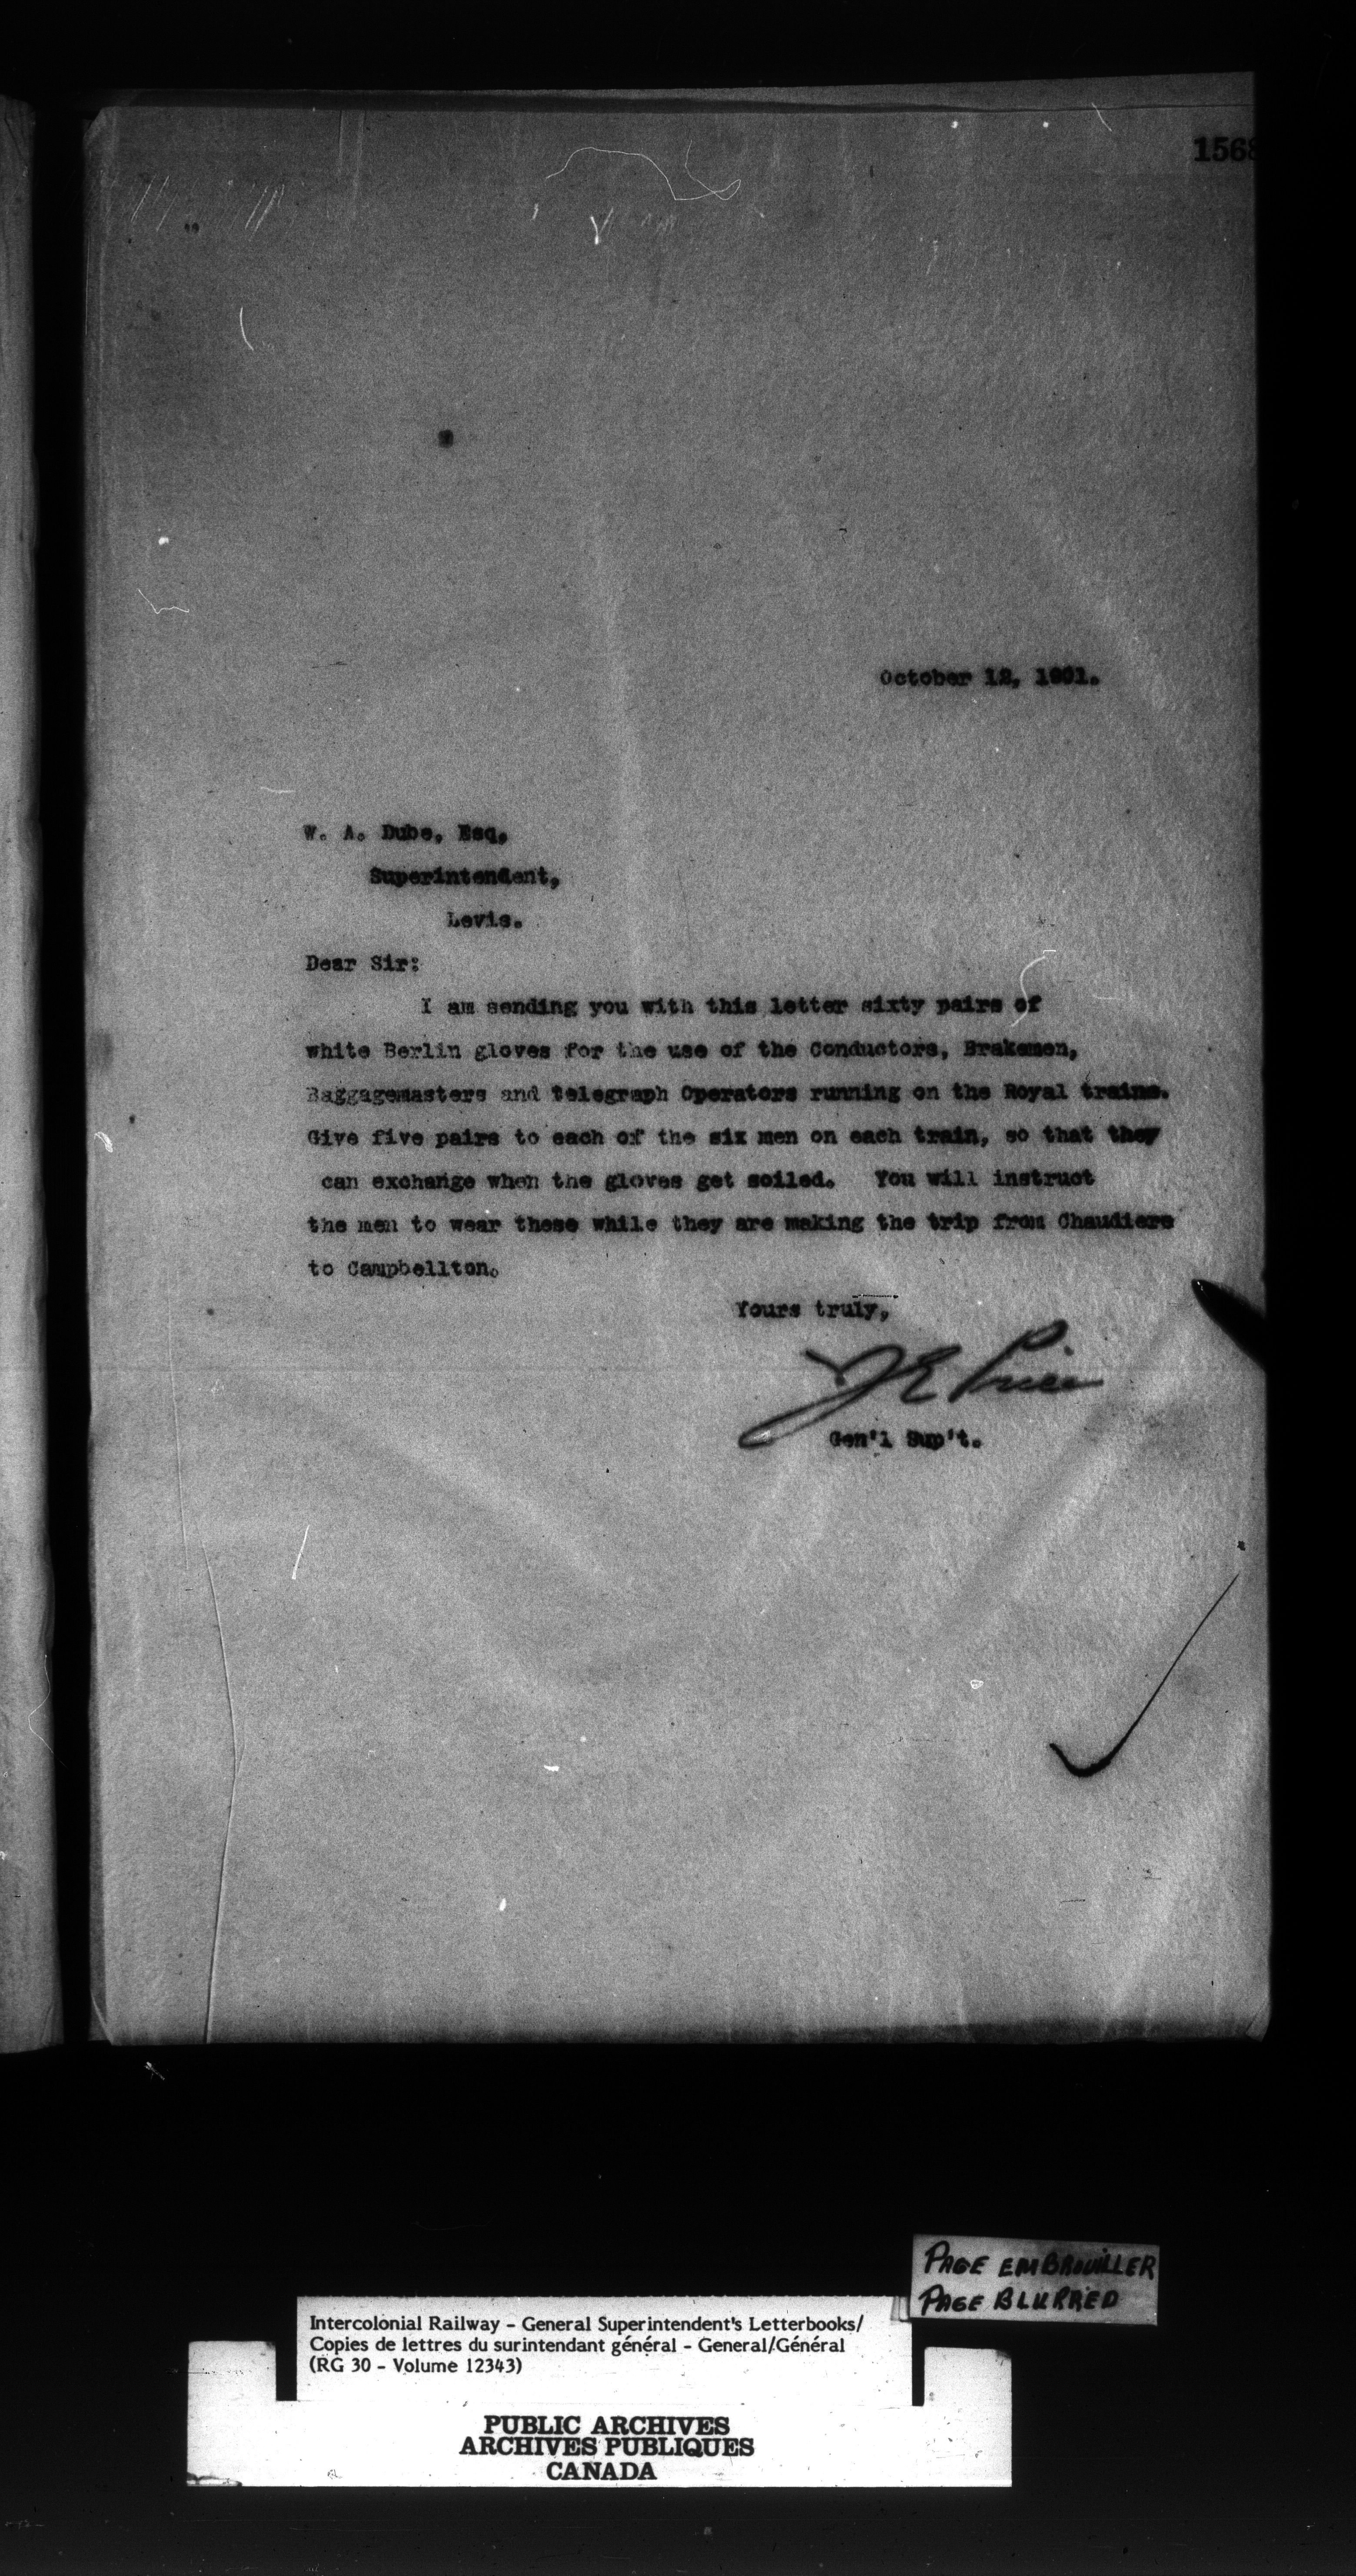 1568
October 12, 1901.
W. A. Dube, Esq,
Superintendent,
Levis.
Dear Sir:
I am sending you with this letter sixty pairs of
white Berlin gloves for the use of the Conductors, Brakemen,
Baggagemasters and Telegraph Operators running on the Royal trains.
Give five pairs to each of the six men on each train, so that they
can exchange when the gloves get soiled. You will instruct
the men to wear these while they are making the trip from Chaudiere
to Campbellton.
Yours truly,
J E Price
Gen'l Sup't.
PAGE EMBROUILLER
PAGE BLURRED
Intercolonial Railway - General Superintendent's Letterbooks/
Copies de lettres du surintendant général - General/Général
(RG 30 - Volume 12343)
PUBLIC ARCHIVES
ARCHIVES PUBLIQUES
CANADA